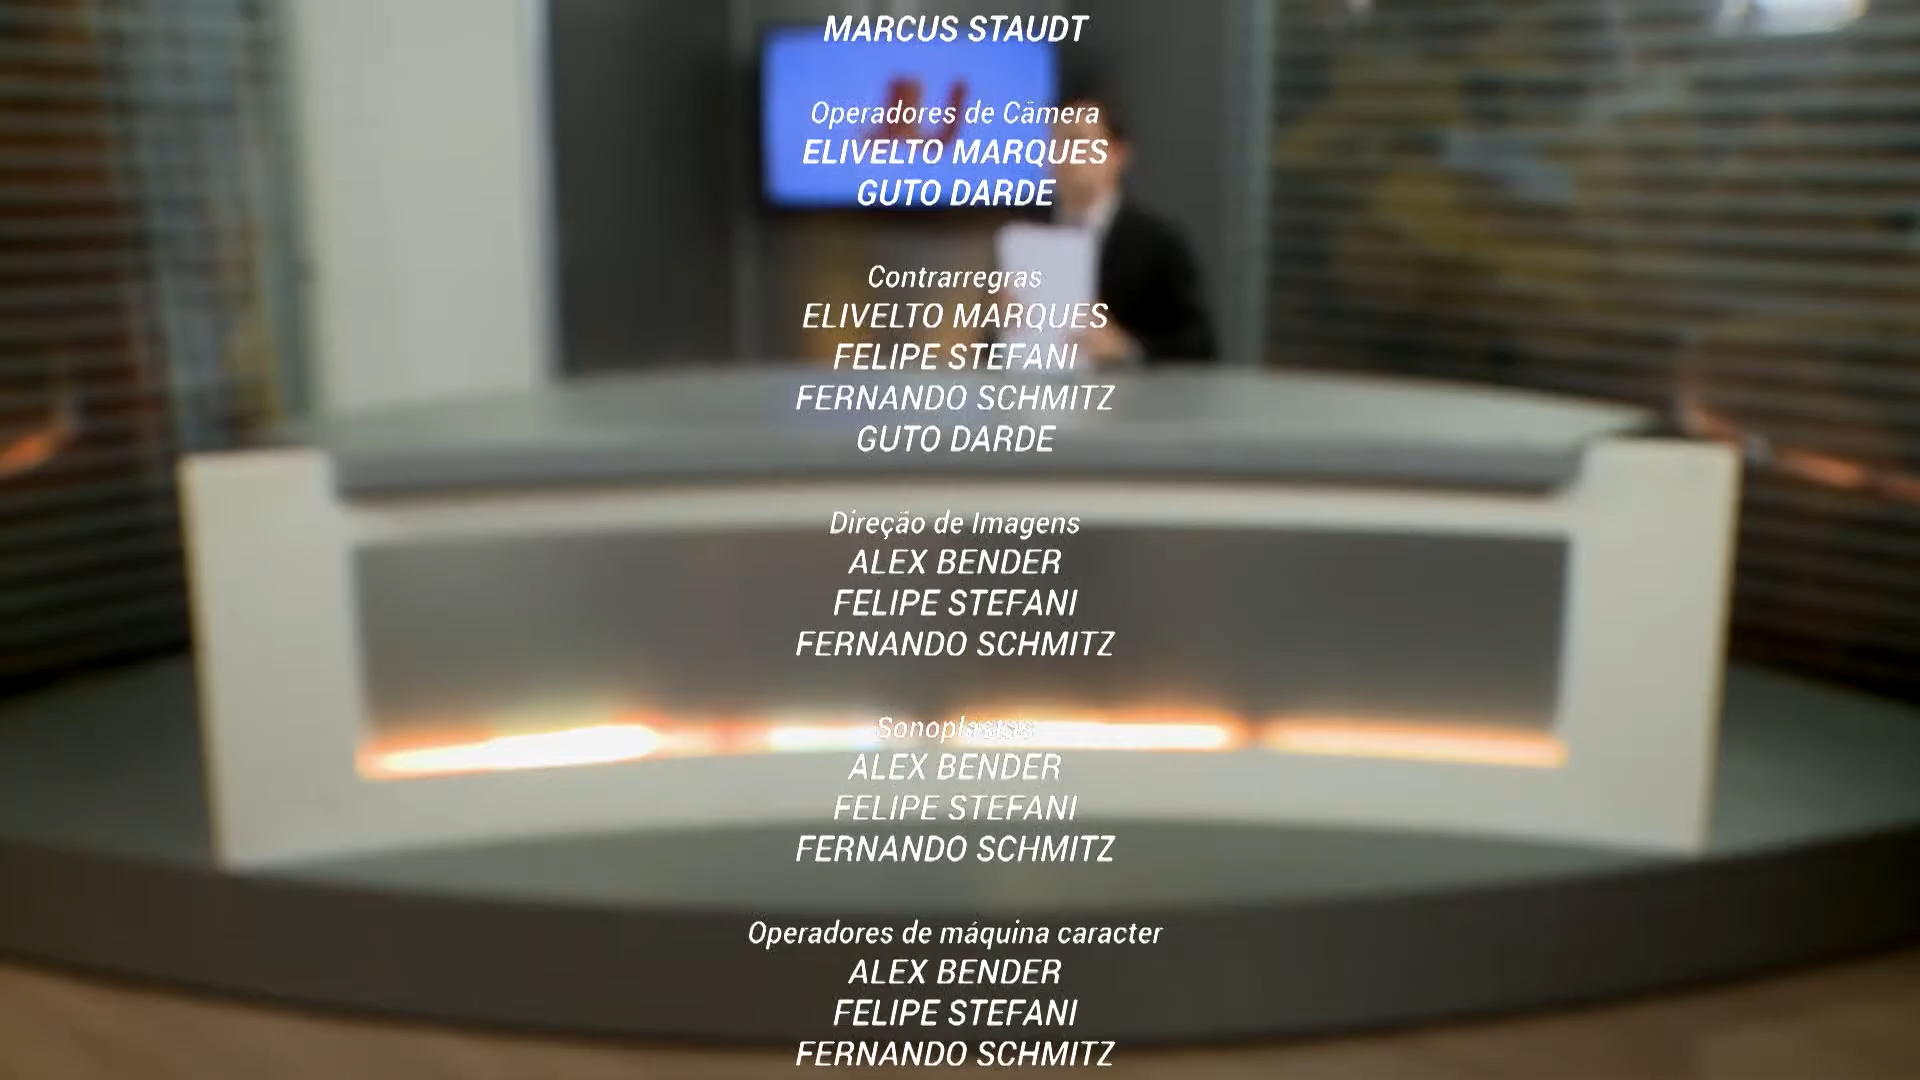 MARCUS STAUDT
Operadores de Câmera
ELIVELTO MARQUES
GUTO DARDE
Contrarregras
ELIVELTO MARQUES
FELIPE STEFANI
FERNANDO SCHMITZ
GUTO DARDE
Direção de Imagens
ALEX BENDER
FELIPE STEFANI
FERNANDO SCHMITZ
Sonoplastas
ALEX BENDER
FELIPE STEFANI
FERNANDO SCHMITZ
Operadores de máquina caracter
ALEX BENDER
FELIPE STEFANI
FERNANDO SCHMITZ